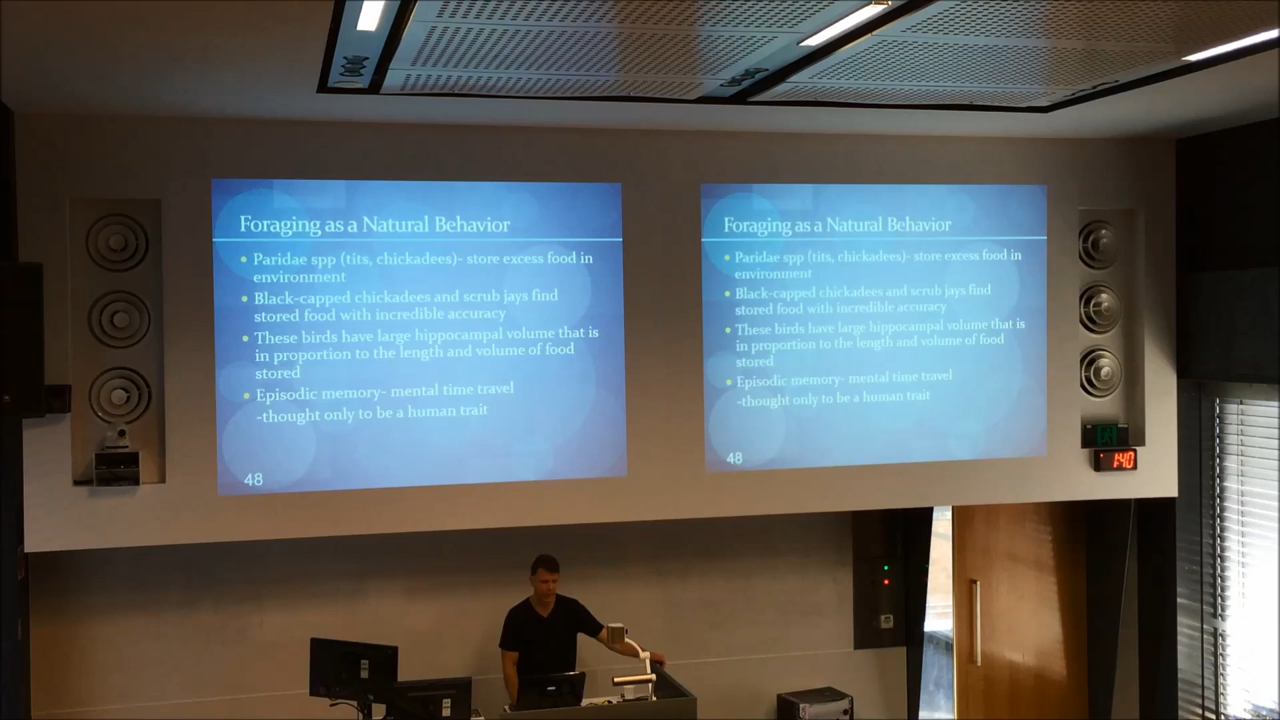 Foraging as a Natural Behavior
Paridae spp (tits, chickadees)- store excess food in
environment
Black-capped chickadees and scrub jays find
stored food with incredible accuracy
These birds have large hippocampal volume that is
in proportion to the length and volume of food
stored
Episodic memory- mental time travel
-thought only to be a human trait
48
Foraging as a Natural Behavior
Paridae spp (tits, chickadees)- store excess food in
environment
Black-capped chickadees and scrub jays find
stored food with incredible accuracy
These birds have large hippocampal volume that is
in proportion to the length and volume of food
stored
Episodic memory- mental time travel
-thought only to be a human trait
48
1:40